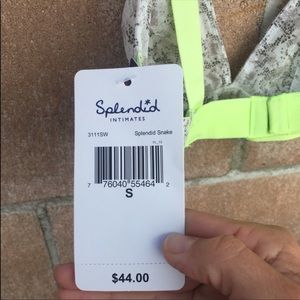 Splendid
INTIMATES
3111SW Splendid Snake
7 76040 55464 2
S
$44.00